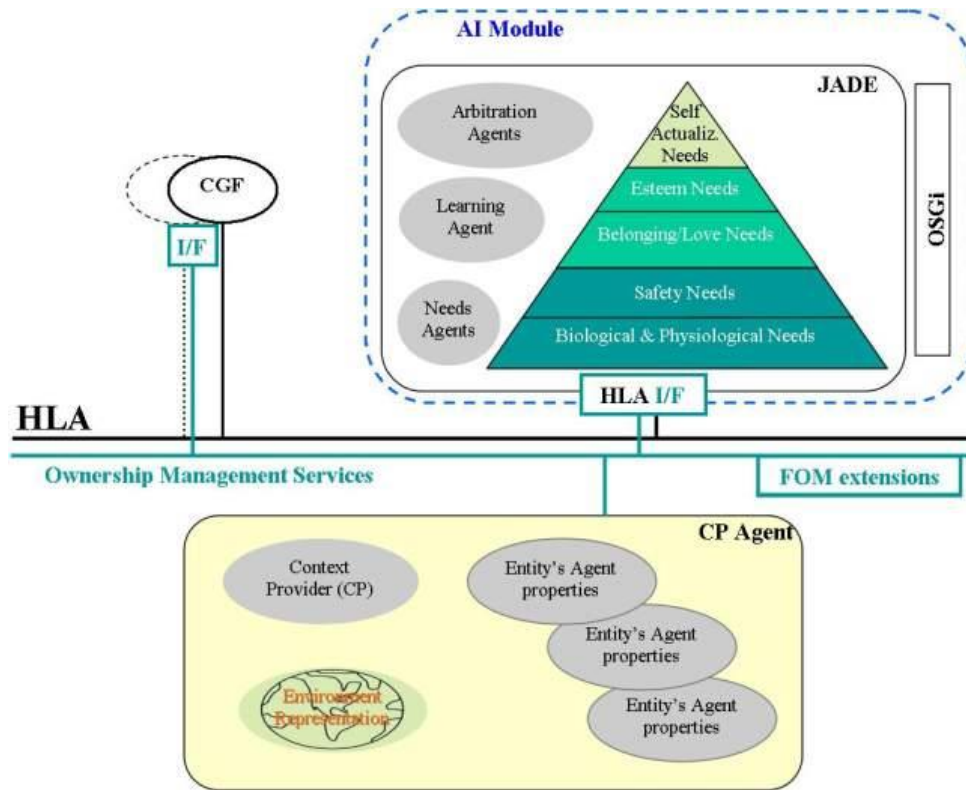 AI Module
JADE
Arbitration
Agents
Self
Actualiz.
Needs
CGF
Esteem Needs
Learning
Agent
OSGi
I/F
Belonging/Love Needs
Safety Needs
Needs
Agents
Biological & Physiological Needs
HLA I/F
HLA
Ownership Management Services
FOM extensions
CP Agent
Context
Provider (CP)
Entity's Agent
properties
Entity's Agent
properties
Environment
Representation
Entity's Agent
properties